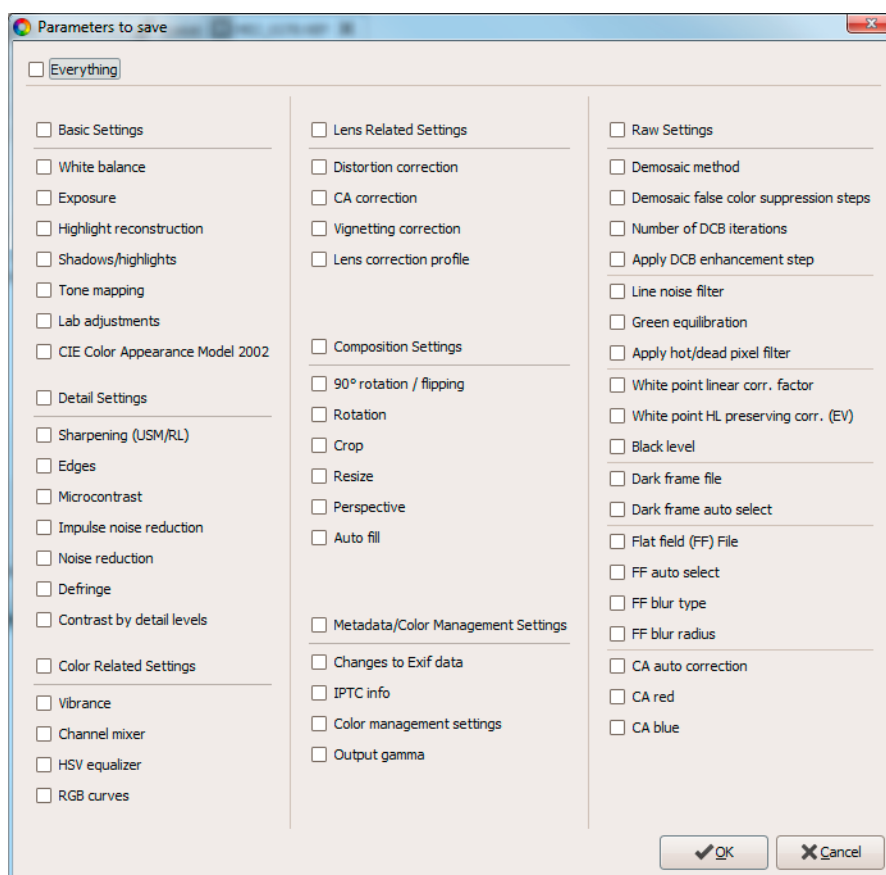 Parameters to save
Everything
Basic Settings
White balance
Exposure
Highlight reconstruction
Shadows/highlights
Tone mapping
Lab adjustments
CIE Color Appearance Model 2002
Detail Settings
Sharpening (USM/RL)
Edges
Microcontrast
Impulse noise reduction
Noise reduction
Defringe
Contrast by detail levels
Color Related Settings
Vibrance
Channel mixer
HSV equalizer
RGB curves
Lens Related Settings
Distortion correction
CA correction
Vignetting correction
Lens correction profile
Composition Settings
90° rotation / flipping
Rotation
Crop
Resize
Perspective
Auto fill
Metadata/Color Management Settings
Changes to Exif data
IPTC info
Color management settings
Output gamma
Raw Settings
Demosaic method
Demosaic false color suppression steps
Number of DCB iterations
Apply DCB enhancement step
Line noise filter
Green equilibration
Apply hot/dead pixel filter
White point linear corr. factor
White point HL preserving corr. (EV)
Black level
Dark frame file
Dark frame auto select
Flat field (FF) File
FF auto select
FF blur type
FF blur radius
CA auto correction
CA red
CA blue
OK
Cancel